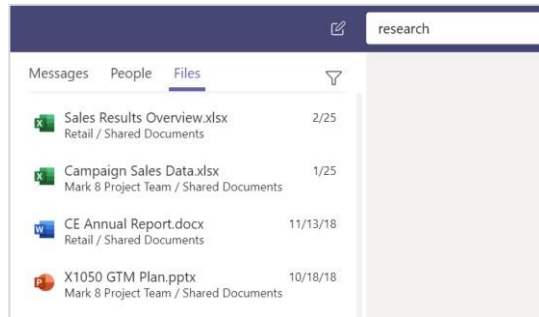 research
Messages People Files
Sales Results Overview.xlsx 2/25
Retail / Shared Documents
Campaign Sales Data.xlsx 1/25
Mark 8 Project Team / Shared Documents
CE Annual Report.docx 11/13/18
Retail / Shared Documents
X1050 GTM Plan.pptx 10/18/18
Mark 8 Project Team / Shared Documents